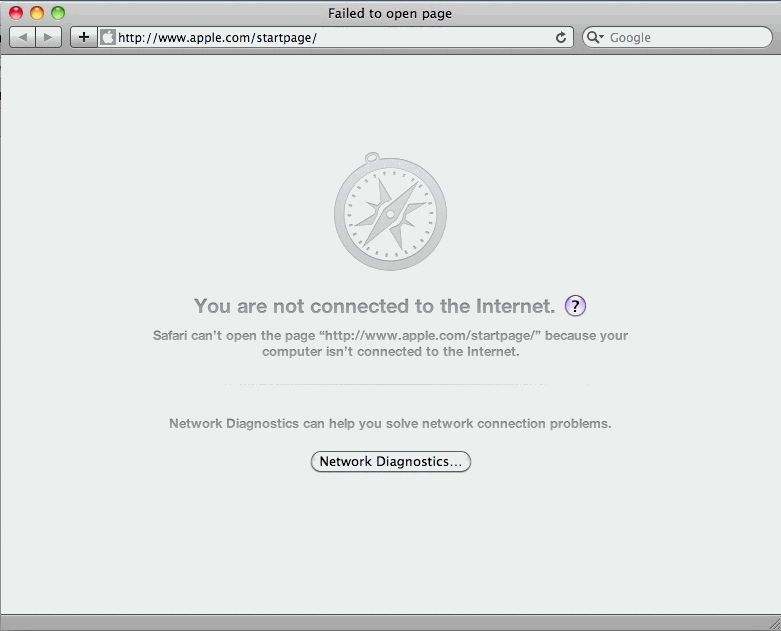 Failed to open page
+ http://www.apple.com/startpage/ Google
You are not connected to the Internet. ?
Safari can’t open the page “http://www.apple.com/startpage/” because your
computer isn’t connected to the Internet.
Network Diagnostics can help you solve network connection problems.
Network Diagnostics...